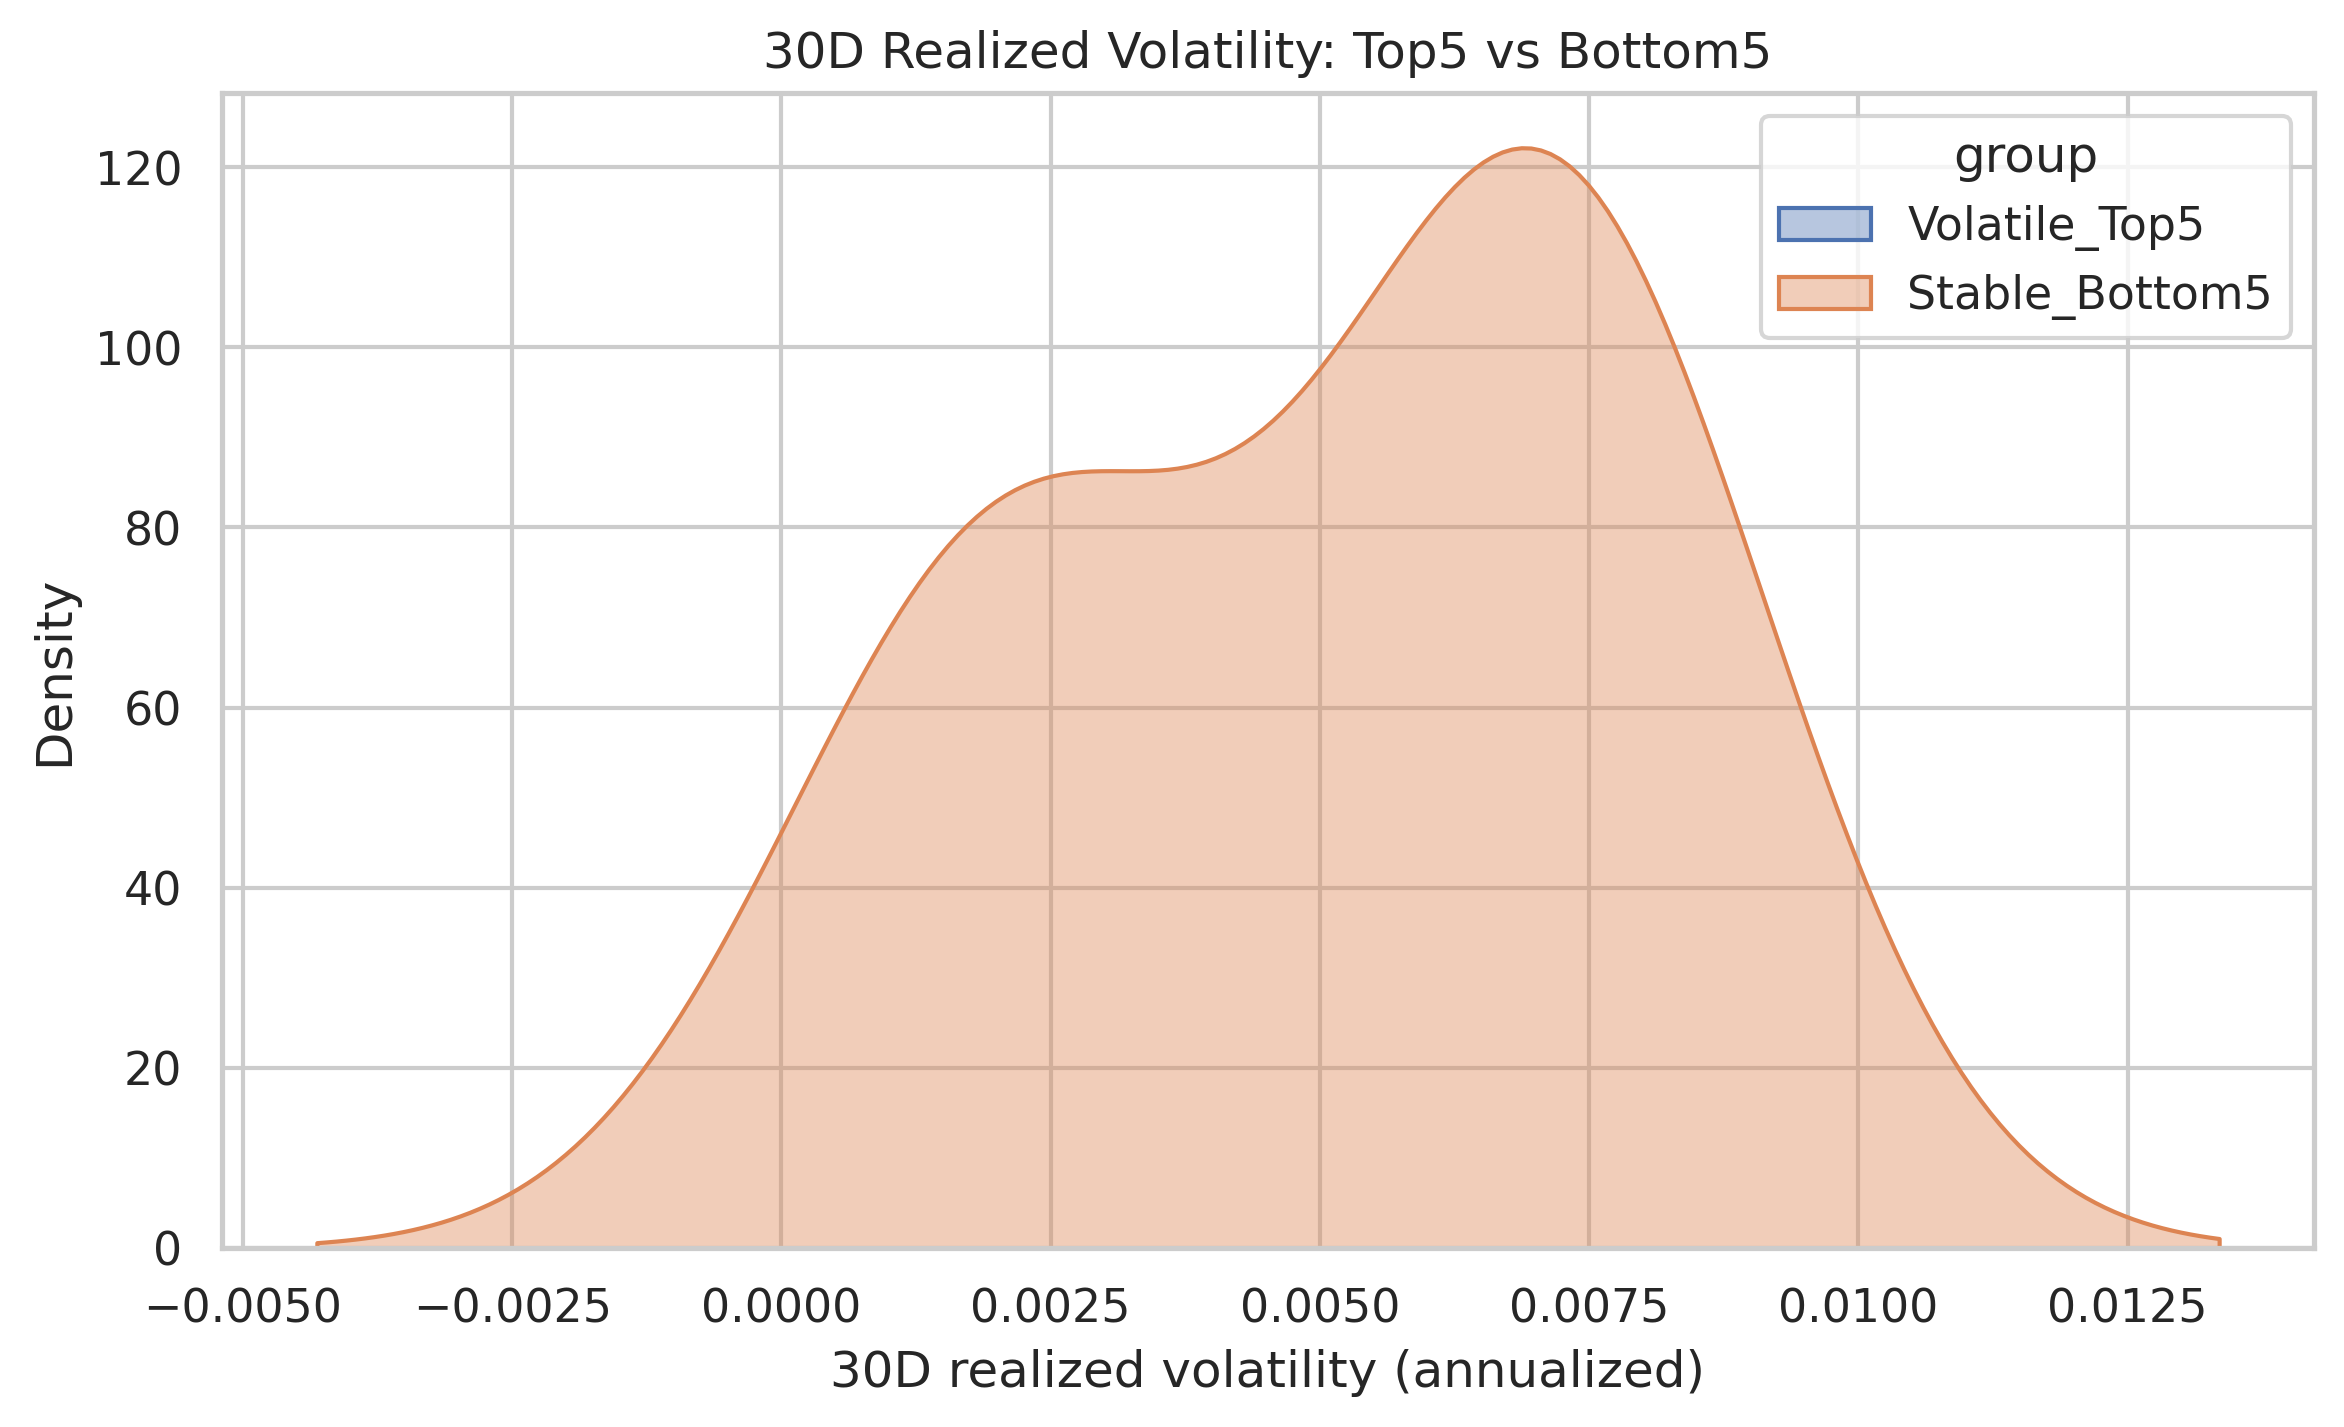 30D Realized Volatility: Top5 vs Bottom5
group
Volatile_Top5
Stable_Bottom5
Density
120
100
80
60
40
20
0
−0.0050 −0.0025 0.0000 0.0025 0.0050 0.0075 0.0100 0.0125
30D realized volatility (annualized)